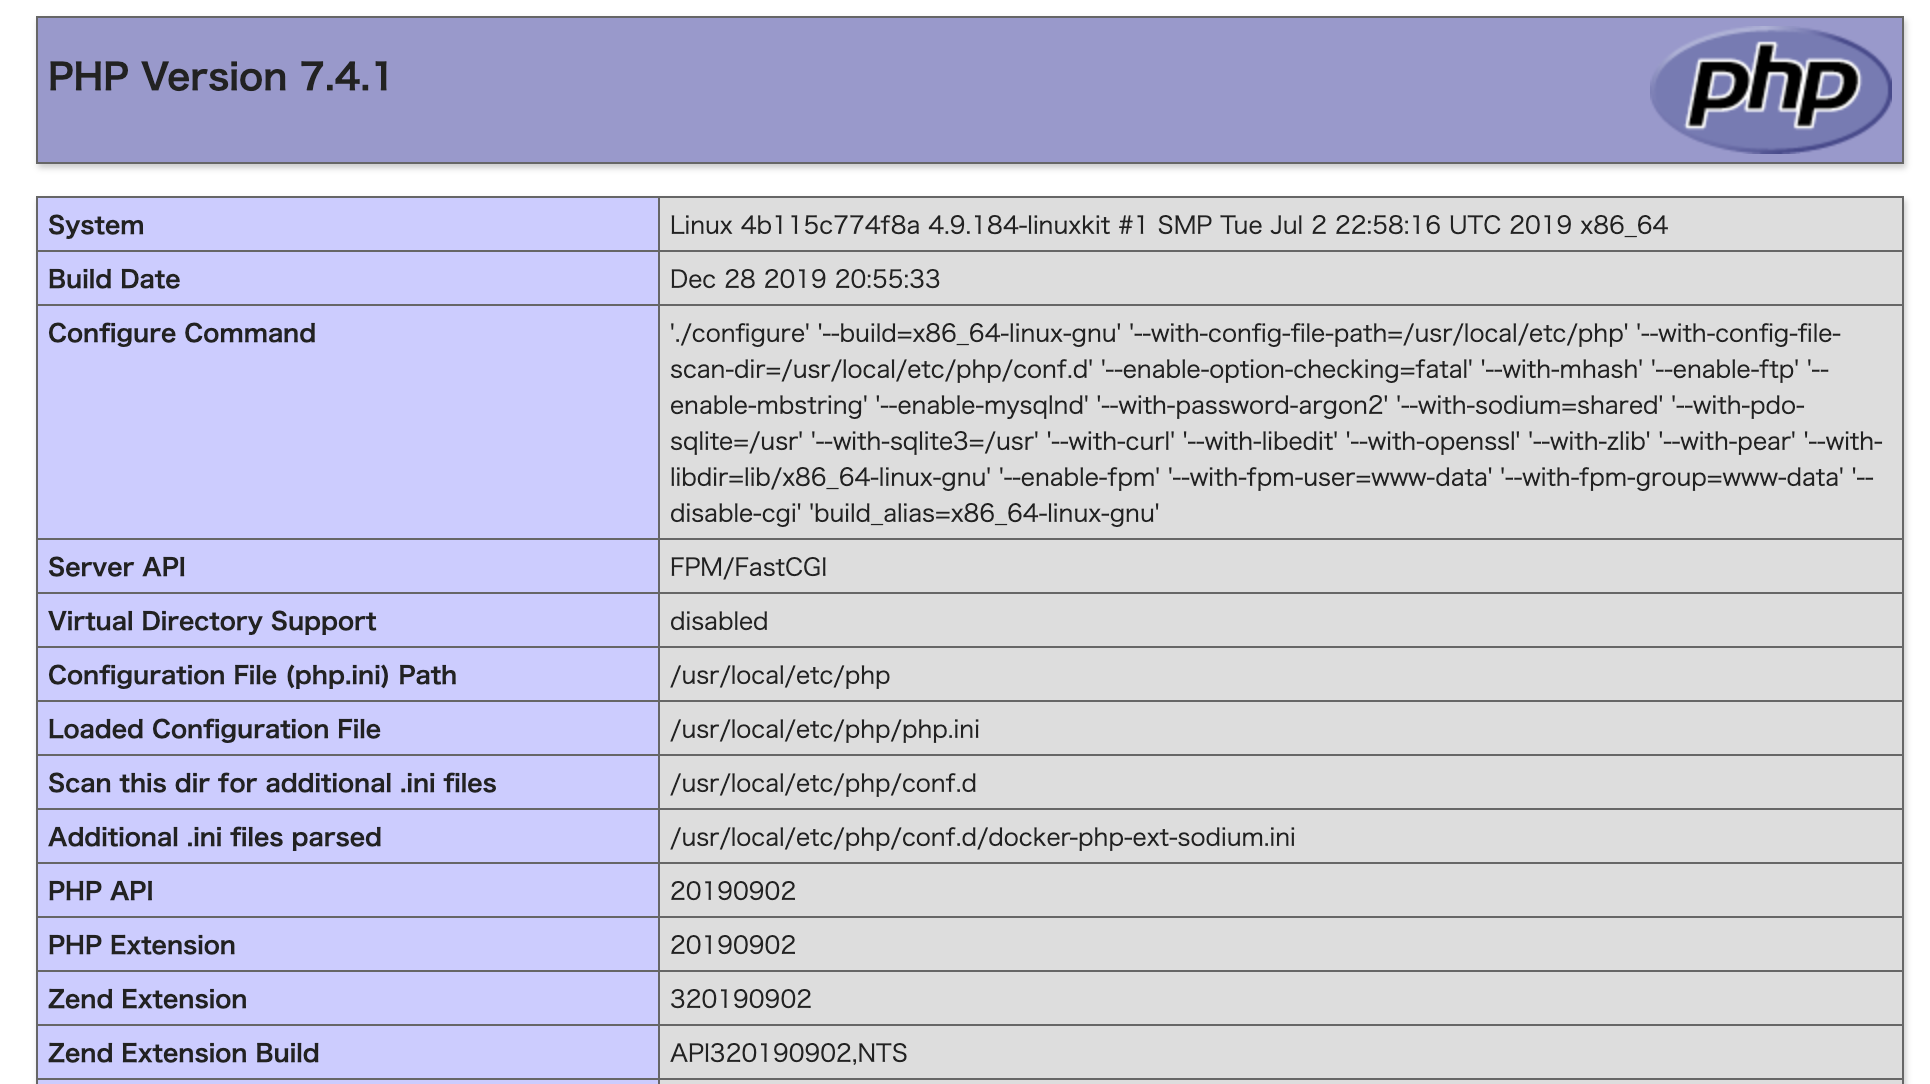 PHP Version 7.4.1
php
System
Linux 4b115c774f8a 4.9.184-linuxkit #1 SMP Tue Jul 2 22:58:16 UTC 2019 x86_64
Build Date
Dec 28 2019 20:55:33
Configure Command
'./configure' '--build=x86_64-linux-gnu' '--with-config-file-path=/usr/local/etc/php' '--with-config-file-
scan-dir=/usr/local/etc/php/conf.d' '--enable-option-checking=fatal' '--with-mhash' '--enable-ftp' '--
enable-mbstring' '--enable-mysqlnd' '--with-password-argon2' '--with-sodium=shared' '--with-pdo-
sqlite=/usr' '--with-sqlite3=/usr' '--with-curl' '--with-libedit' '--with-openssl' '--with-zlib' '--with-pear' '--with-
libdir=lib/x86_64-linux-gnu' '--enable-fpm' '--with-fpm-user=www-data' '--with-fpm-group=www-data' '--
disable-cgi' 'build_alias=x86_64-linux-gnu'
Server API
FPM/FastCGI
Virtual Directory Support
disabled
Configuration File (php.ini) Path
/usr/local/etc/php
Loaded Configuration File
/usr/local/etc/php/php.ini
Scan this dir for additional .ini files
/usr/local/etc/php/conf.d
Additional .ini files parsed
/usr/local/etc/php/conf.d/docker-php-ext-sodium.ini
PHP API
20190902
PHP Extension
20190902
Zend Extension
320190902
Zend Extension Build
API320190902,NTS